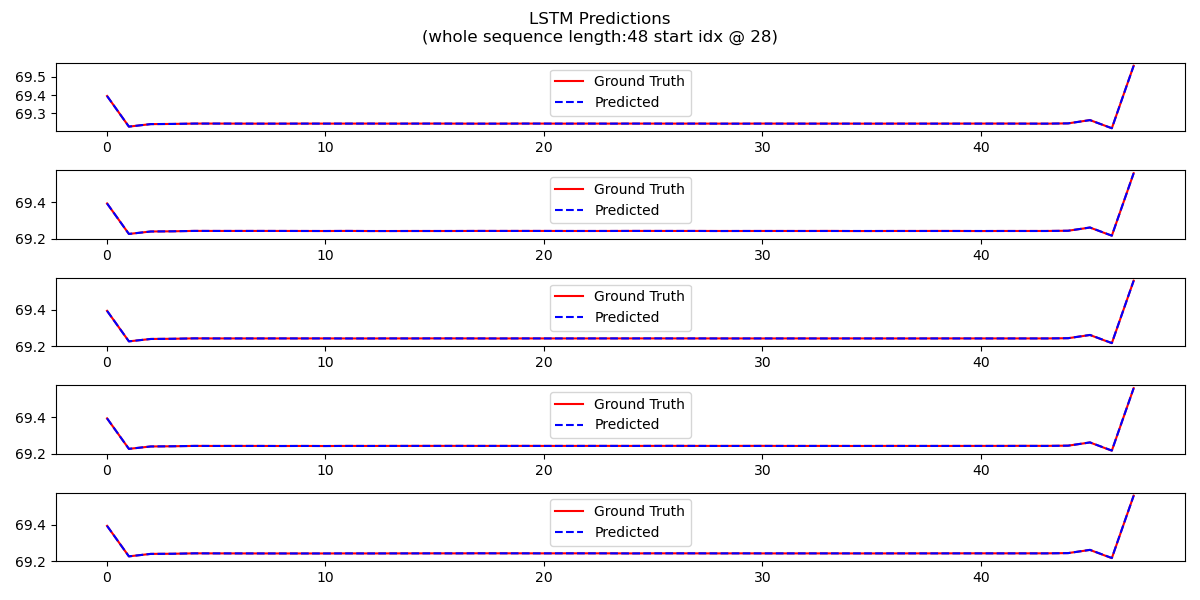 LSTM Predictions
(whole sequence length:48 start idx @ 28)
69.5
69.4
69.3
Ground Truth
Predicted
0 10 20 30 40
69.4
69.2
Ground Truth
Predicted
0 10 20 30 40
69.4
69.2
Ground Truth
Predicted
0 10 20 30 40
69.4
69.2
Ground Truth
Predicted
0 10 20 30 40
69.4
69.2
Ground Truth
Predicted
0 10 20 30 40